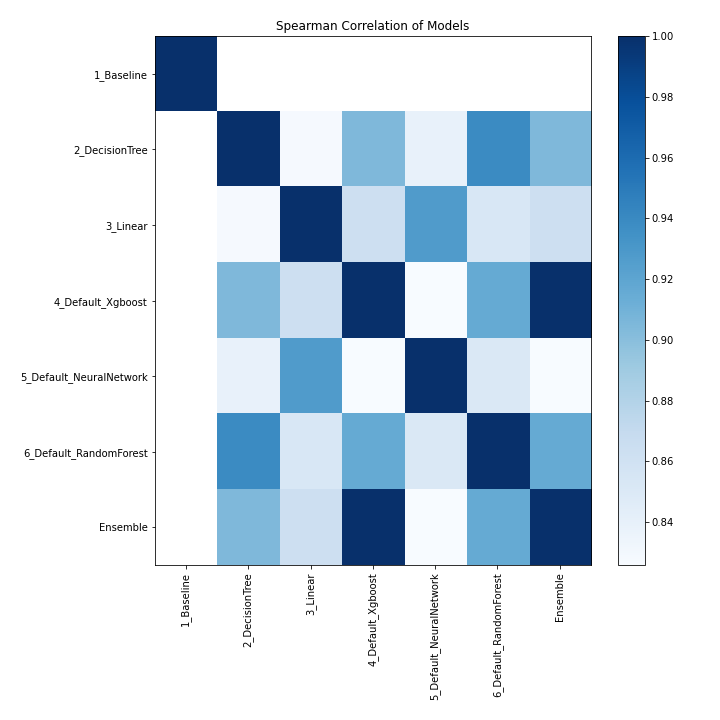 Spearman Correlation of Models
1_Baseline
2_DecisionTree
3_Linear
4_Default_Xgboost
5_Default_NeuralNetwork
6_Default_RandomForest
Ensemble
1_Baseline
2_DecisionTree
3_Linear
4_Default_Xgboost
5_Default_NeuralNetwork
6_Default_RandomForest
Ensemble
1.00
0.98
0.96
0.94
0.92
0.90
0.88
0.86
0.84